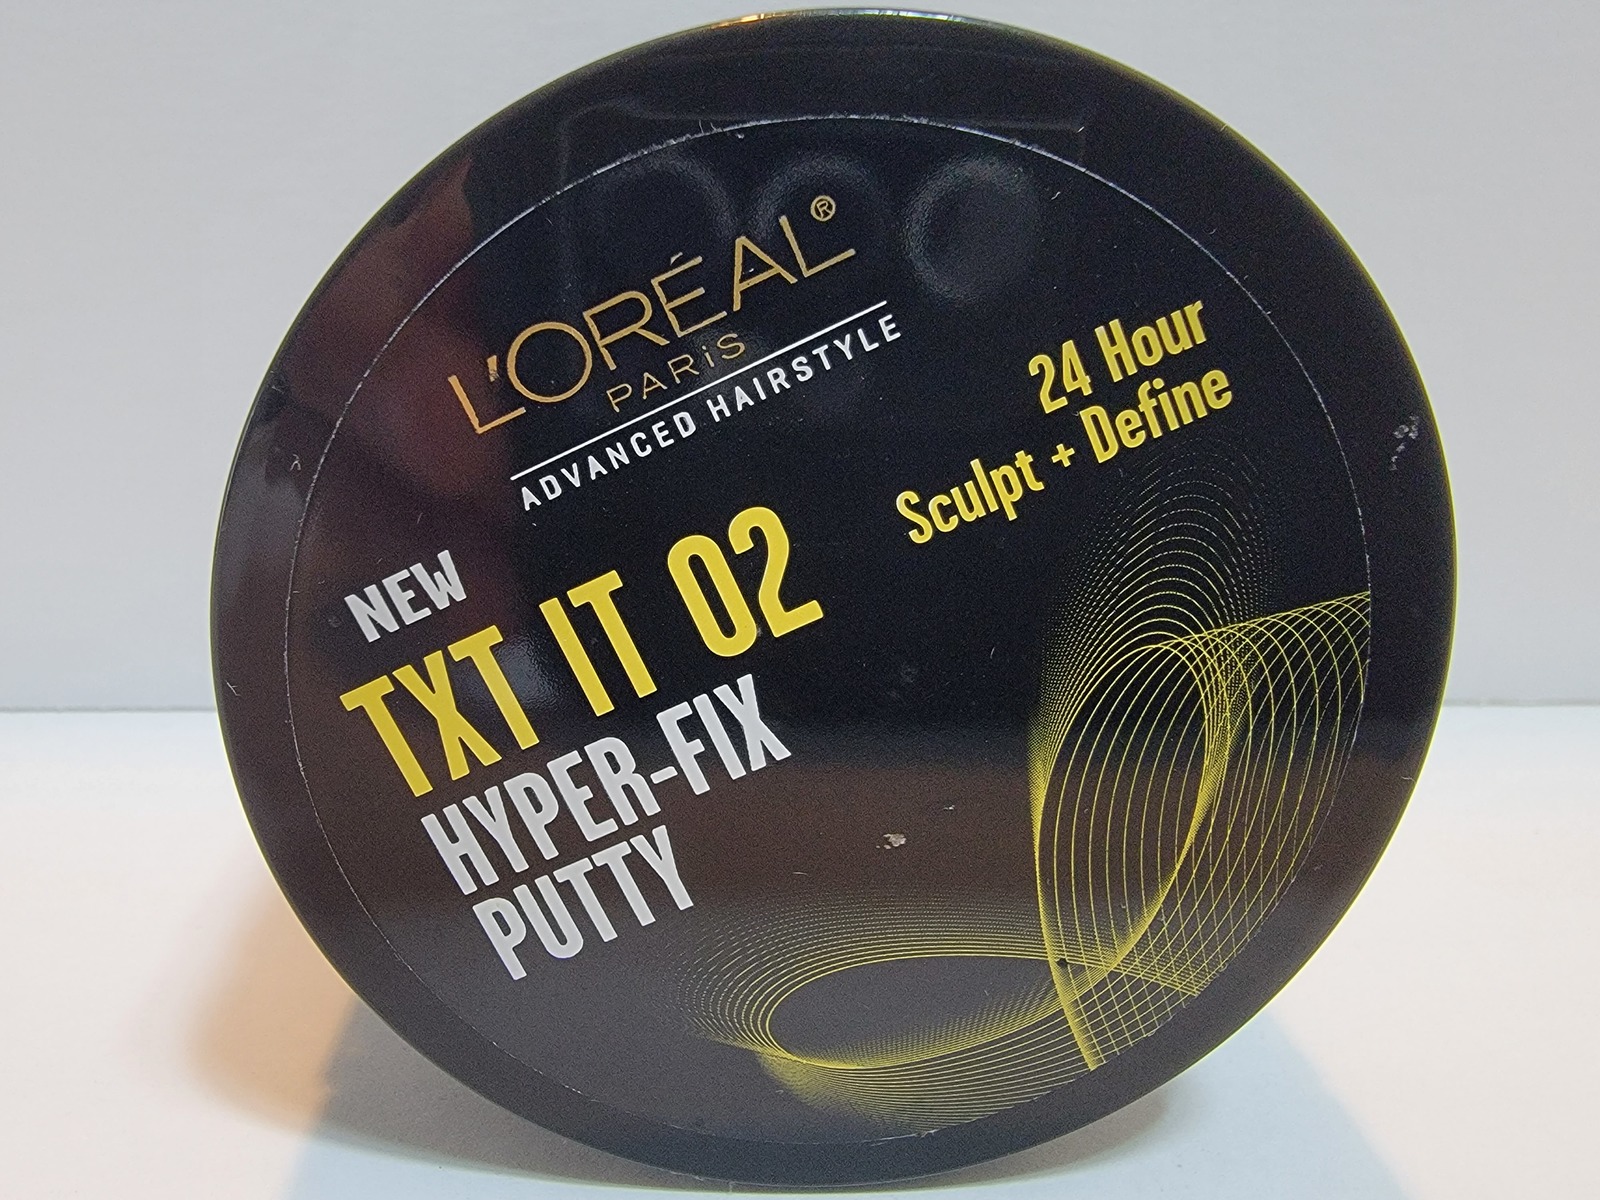 L'ORÉAL®
PARiS
ADVANCED HAIRSTYLE
24 Hour
Sculpt + Define
NEW
TXT IT 02
HYPER-FIX
PUTTY